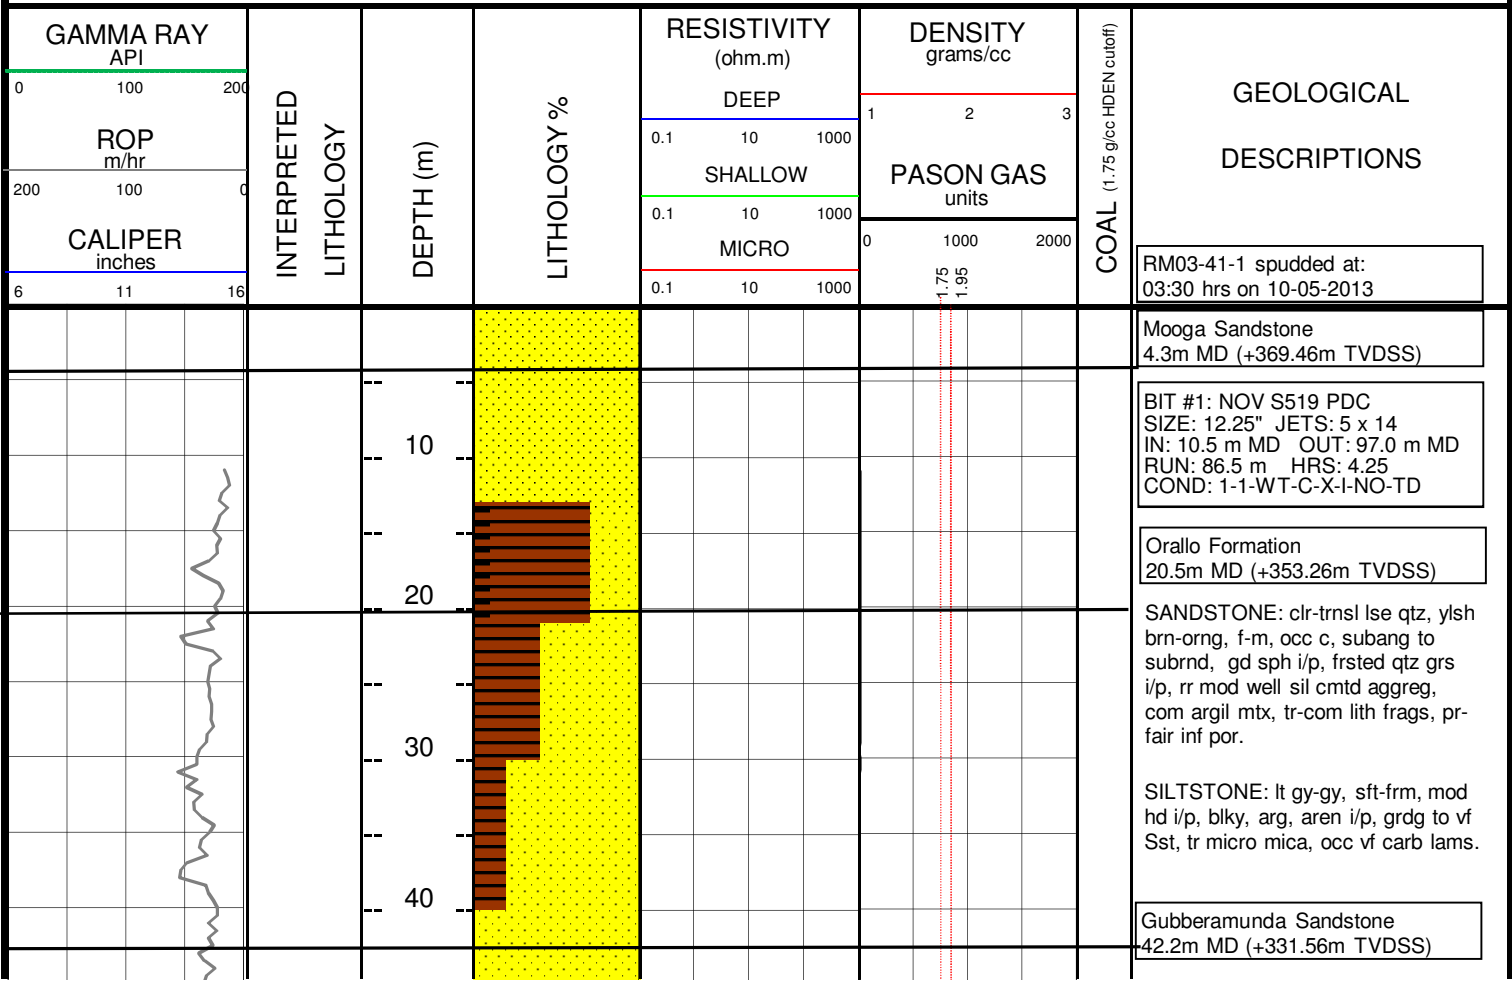 GAMMA RAY
API
0 100 200
ROP
m/hr
200 100 0
CALIPER
inches
6 11 16
INTERPRETED
LITHOLOGY
DEPTH (m)
LITHOLOGY %
RESISTIVITY
(ohm.m)
DEEP
0.1 10 1000
SHALLOW
0.1 10 1000
MICRO
0.1 10 1000
DENSITY
grams/cc
1 2 3
PASON GAS
units
0 1000 2000
1.75
1.95
COAL (1.75 g/cc HDEN cutoff)
GEOLOGICAL
DESCRIPTIONS
RM03-41-1 spudded at:
03:30 hrs on 10-05-2013
Mooga Sandstone
4.3m MD (+369.46m TVDSS)
BIT #1: NOV S519 PDC
SIZE: 12.25" JETS: 5 x 14
IN: 10.5 m MD OUT: 97.0 m MD
RUN: 86.5 m HRS: 4.25
COND: 1-1-WT-C-X-I-NO-TD
10
Orallo Formation
20.5m MD (+353.26m TVDSS)
20
SANDSTONE: clr-trnsl lse qtz, ylsh
brn-orng, f-m, occ c, subang to
subrnd, gd sph i/p, frsted qtz grs
i/p, rr mod well sil cmtd aggreg,
com argil mtx, tr-com lith frags, pr-
fair inf por.
30
SILTSTONE: lt gy-gy, sft-frm, mod
hd i/p, blky, arg, aren i/p, grdg to vf
Sst, tr micro mica, occ vf carb lams.
40
Gubberamunda Sandstone
42.2m MD (+331.56m TVDSS)